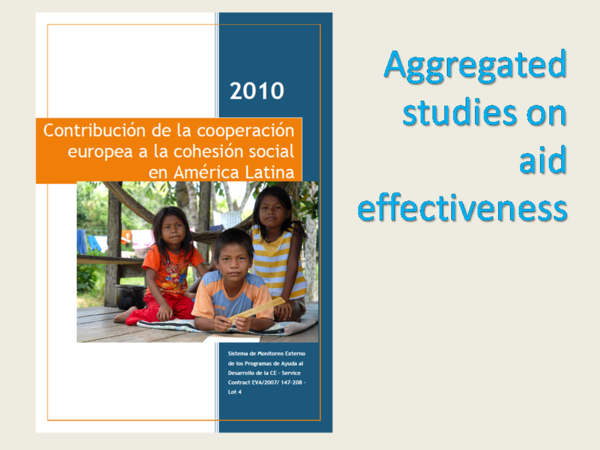 2010
Contribución de la cooperación
europea a la cohesión social
en América Latina
Sistema de Monitoreo Externo
de los Programas de Ayuda al
Desarrollo de la CE – Service
Contract EVA/2007/ 147-208 –
Lot 4
Aggregated
studies on
aid
effectiveness